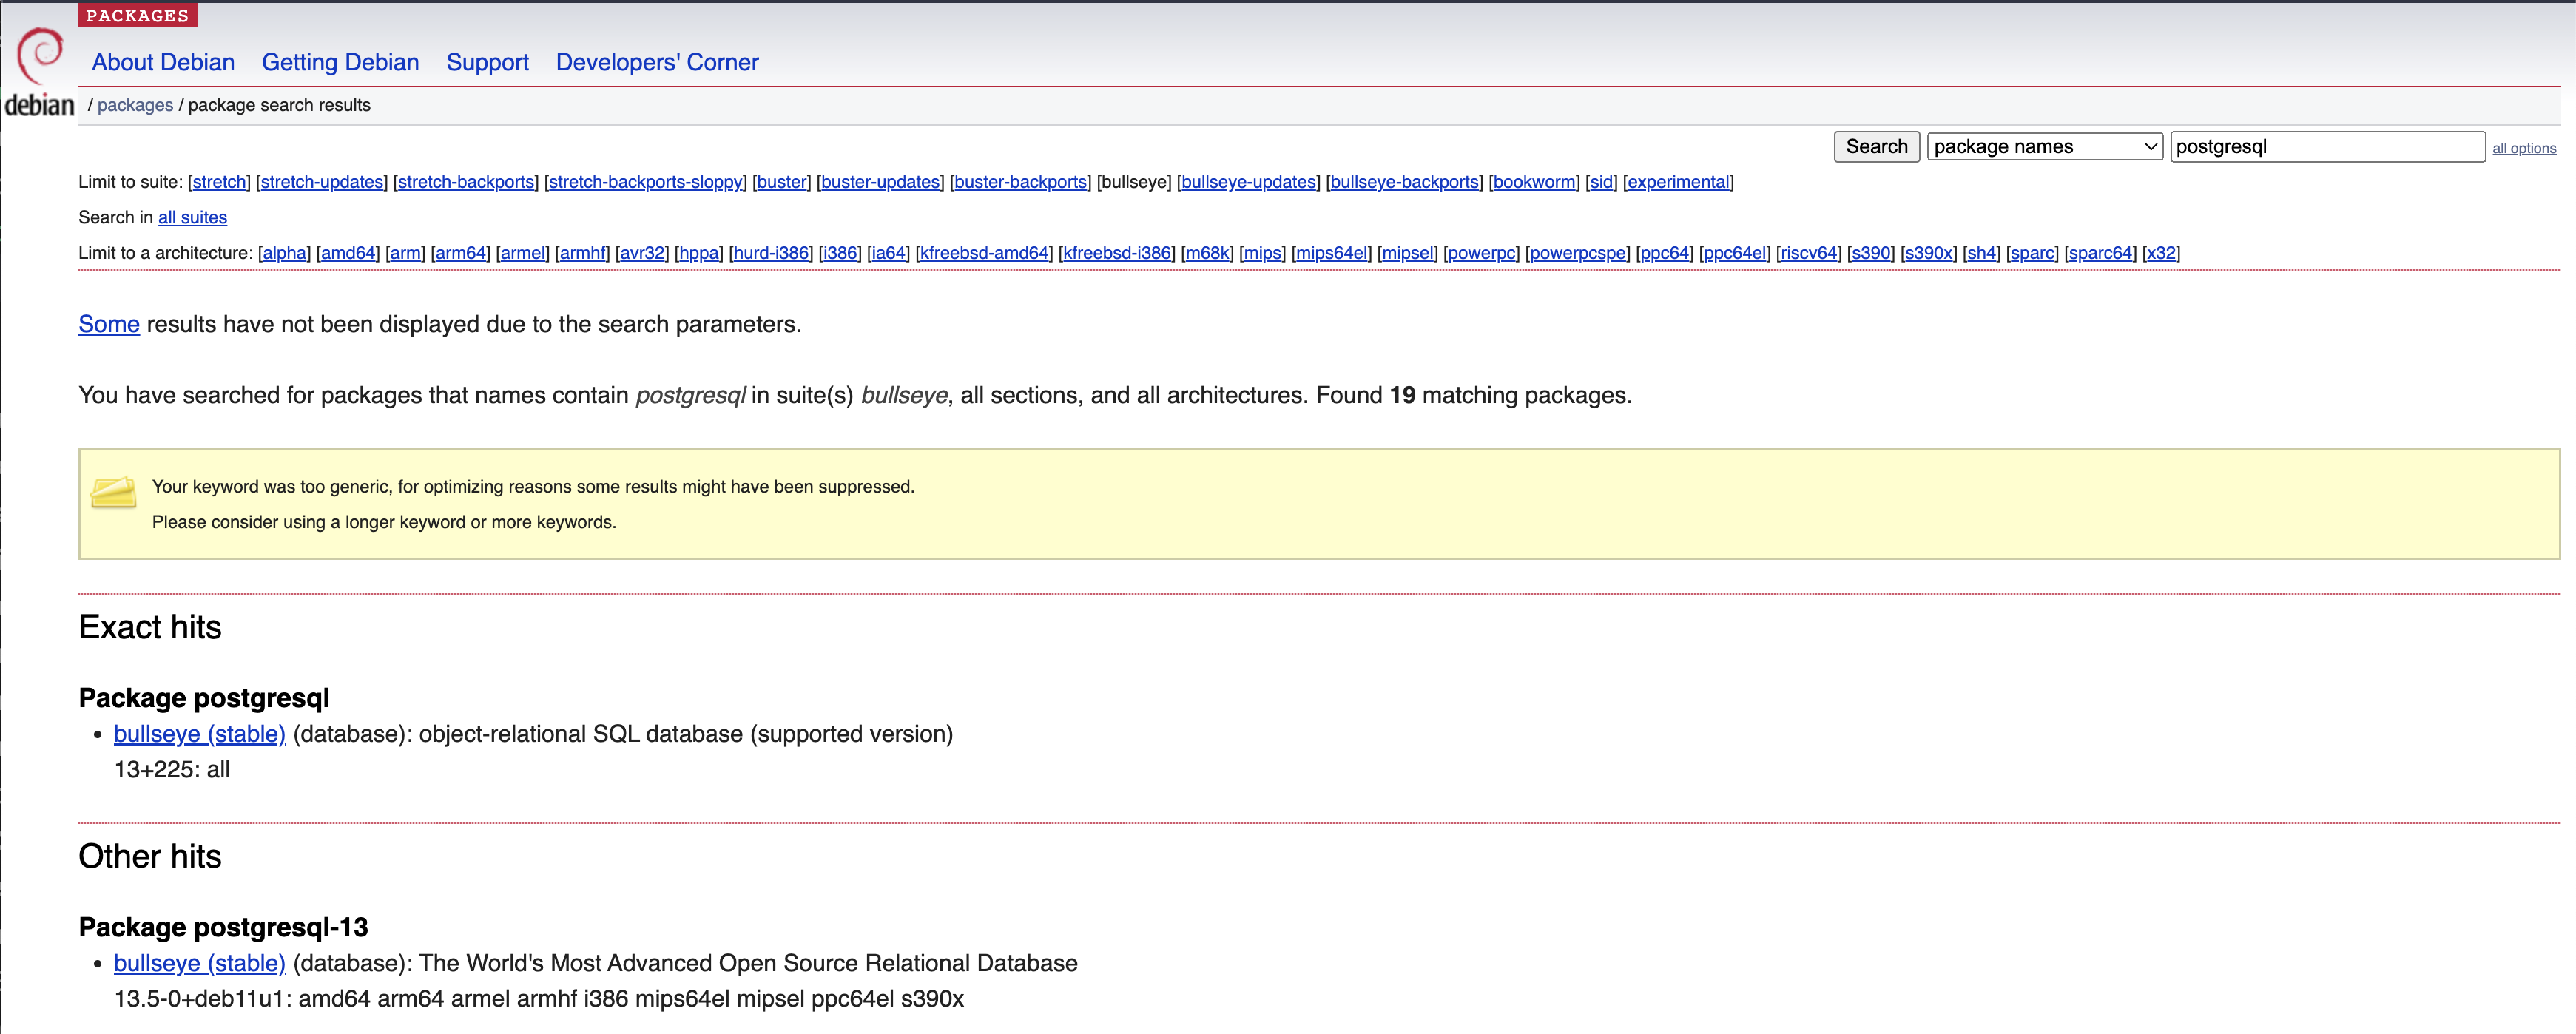 PACKAGES
About Debian Getting Debian Support Developers' Corner
debian / packages / package search results
Search package names postgresql all options
Limit to suite: [stretch] [stretch-updates] [stretch-backports] [stretch-backports-sloppy] [buster] [buster-updates] [buster-backports] [bullseye] [bullseye-updates] [bullseye-backports] [bookworm] [sid] [experimental]
Search in all suites
Limit to a architecture: [alpha] [amd64] [arm] [arm64] [armel] [armhf] [avr32] [hppa] [hurd-i386] [i386] [ia64] [kfreebsd-amd64] [kfreebsd-i386] [m68k] [mips] [mips64el] [mipsel] [powerpc] [powerpcspe] [ppc64] [ppc64el] [riscv64] [s390] [s390x] [sh4] [sparc] [sparc64] [x32]
Some results have not been displayed due to the search parameters.
You have searched for packages that names contain postgresql in suite(s) bullseye, all sections, and all architectures. Found 19 matching packages.
Your keyword was too generic, for optimizing reasons some results might have been suppressed.
Please consider using a longer keyword or more keywords.
Exact hits
Package postgresql
• bullseye (stable) (database): object-relational SQL database (supported version)
13+225: all
Other hits
Package postgresql-13
• bullseye (stable) (database): The World's Most Advanced Open Source Relational Database
13.5-0+deb11u1: amd64 arm64 armel armhf i386 mips64el mipsel ppc64el s390x